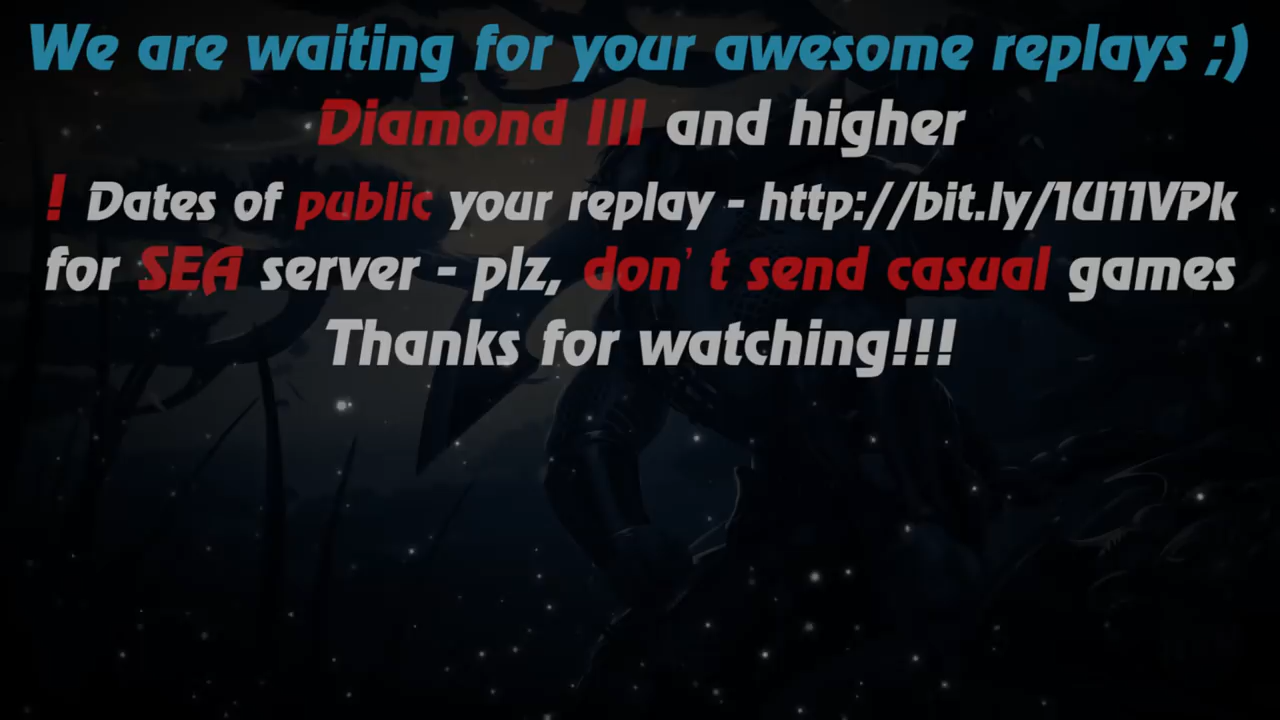 We are waiting for your awesome replays ;)
Diamond III and higher
! Dates of public your replay - http://bit.ly/1U11VPk
for SEA server - plz, don't send casual games
Thanks for watching!!!